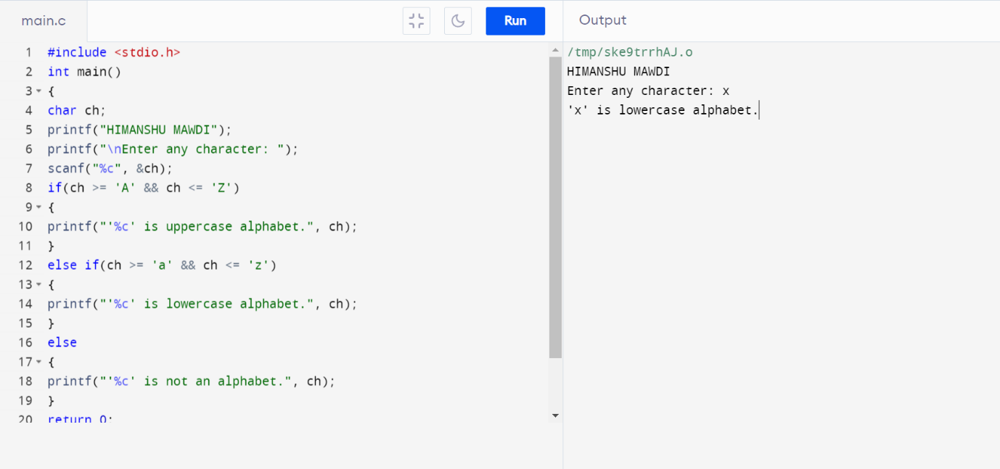 main.c
Run
Output
1 #include <stdio.h>
2 int main()
3 {
4 char ch;
5 printf("HIMANSHU MAWDI");
6 printf("\nEnter any character: ");
7 scanf("%c", &ch);
8 if(ch >= 'A' && ch <= 'Z')
9 {
10 printf("'%c' is uppercase alphabet.", ch);
11 }
12 else if(ch >= 'a' && ch <= 'z')
13 {
14 printf("'%c' is lowercase alphabet.", ch);
15 }
16 else
17 {
18 printf("'%c' is not an alphabet.", ch);
19 }
20 return 0;
/tmp/ske9trrhAJ.o
HIMANSHU MAWDI
Enter any character: x
'x' is lowercase alphabet.